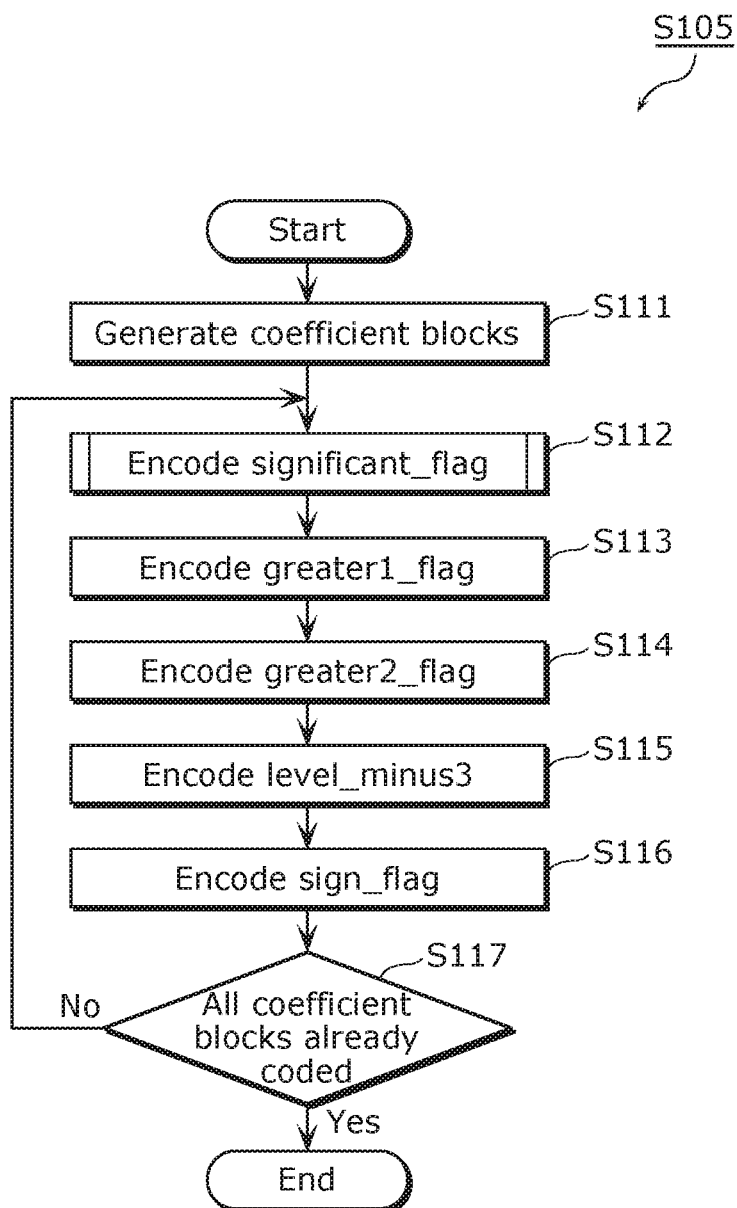 S105
Start
Generate coefficient blocks
S111
Encode significant_flag
S112
Encode greater1_flag
S113
Encode greater2_flag
S114
Encode level_minus3
S115
Encode sign_flag
S116
S117
No
All coefficient
blocks already
coded
Yes
End